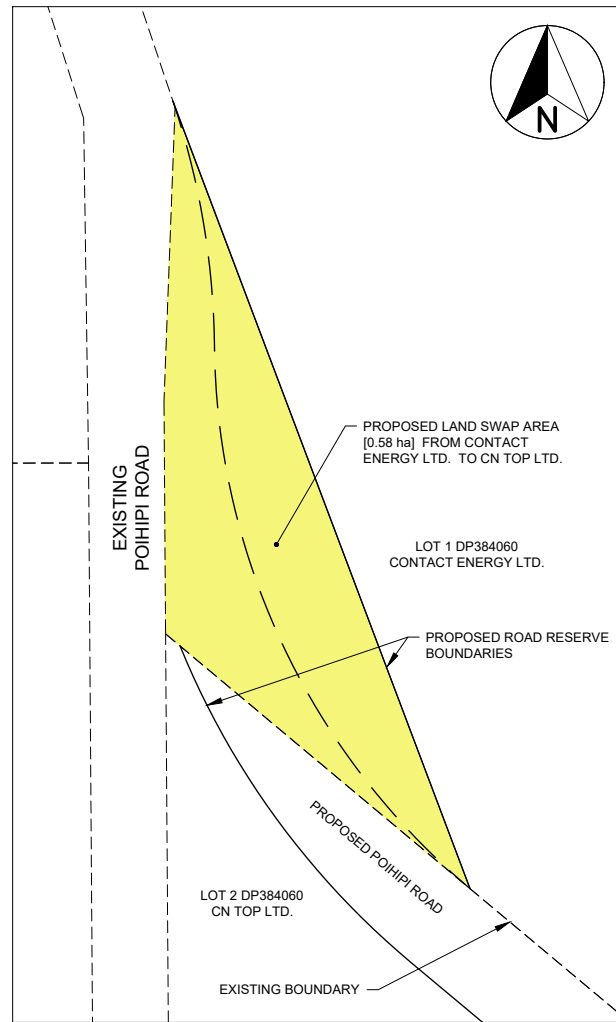 N
PROPOSED LAND SWAP AREA
[0.58 ha] FROM CONTACT
ENERGY LTD. TO CN TOP LTD.
EXISTING
POIHIPI ROAD
LOT 1 DP384060
CONTACT ENERGY LTD.
PROPOSED ROAD RESERVE
BOUNDARIES
PROPOSED POIHIPI ROAD
LOT 2 DP384060
CN TOP LTD.
EXISTING BOUNDARY